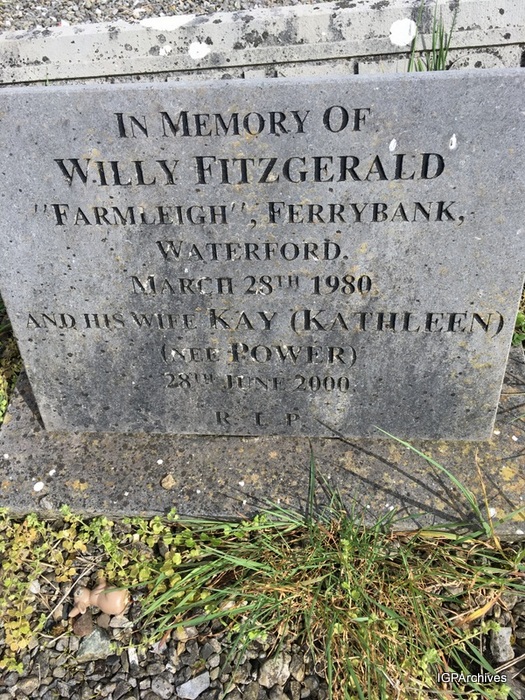 IN MEMORY OF
WILLY FITZGERALD
"FARMLEIGH", FERRYBANK,
WATERFORD.
MARCH 28TH 1980
AND HIS WIFE KAY (KATHLEEN)
(NEE POWER)
28TH JUNE 2000
R. I. P.
IGPArchives